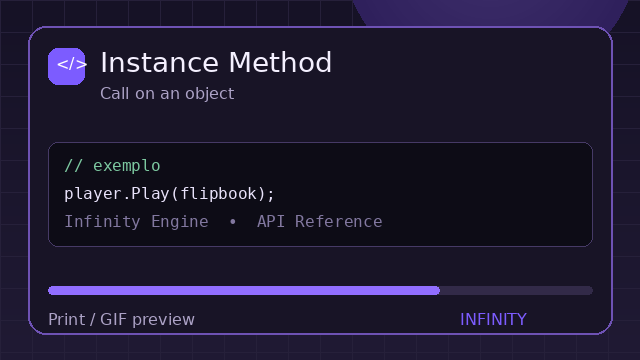 </>
Instance Method
Call on an object
// exemplo
player.Play(flipbook);
Infinity Engine • API Reference
Print / GIF preview
INFINITY